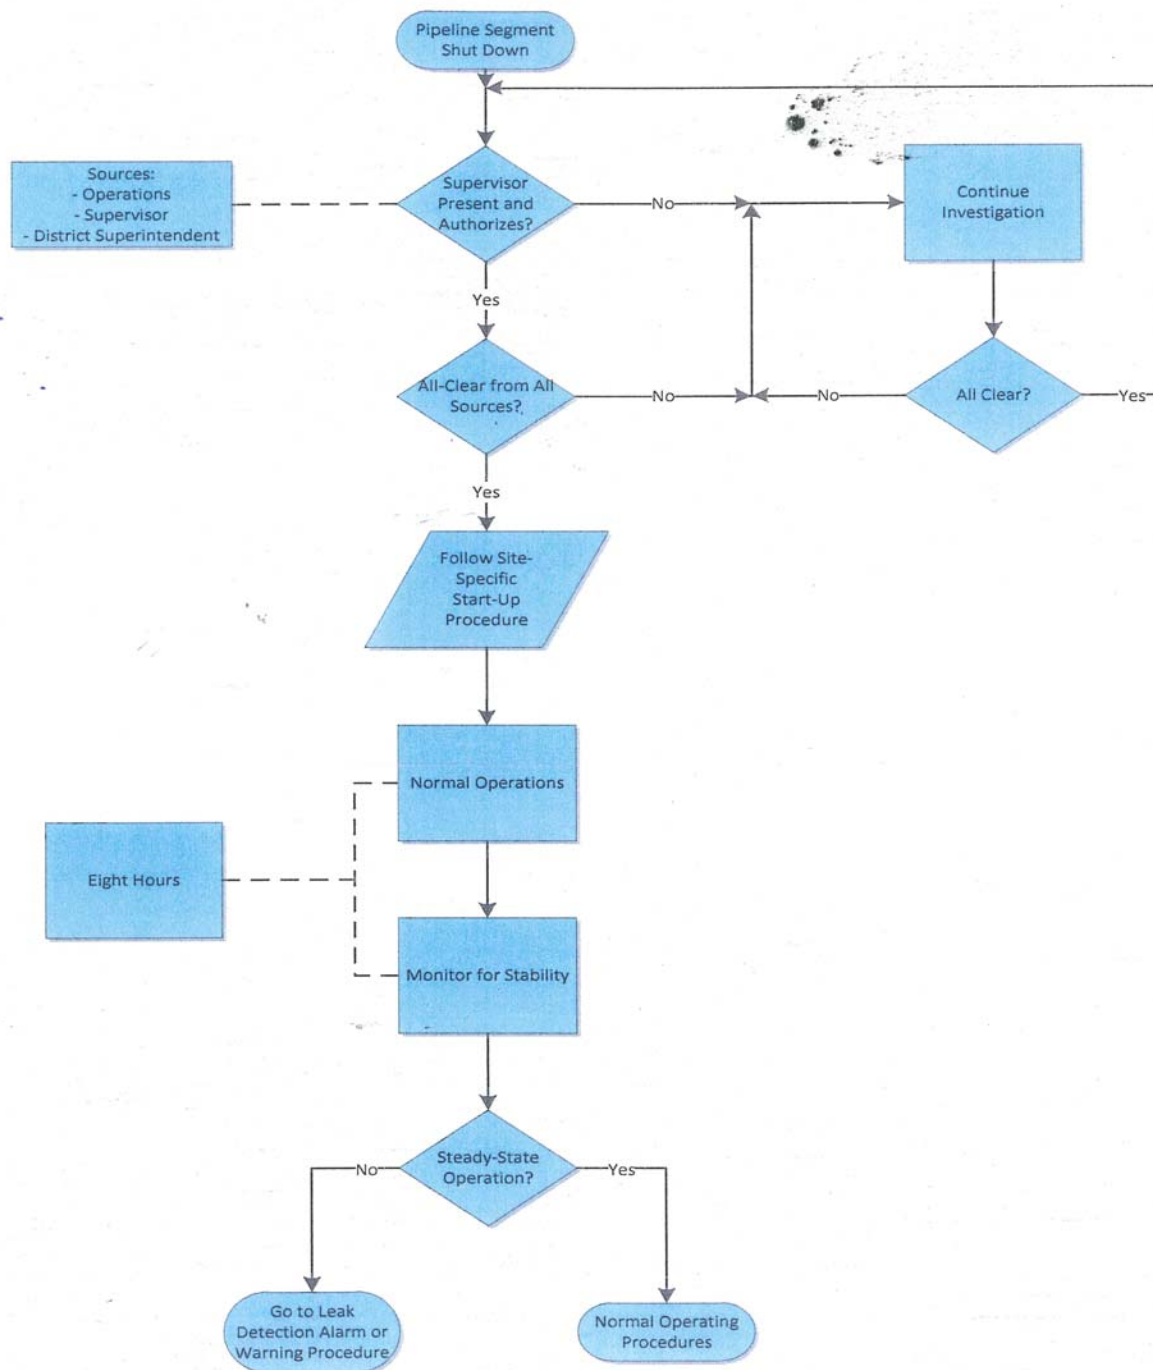 Pipeline Segment
Shut Down
Sources:
- Operations
- Supervisor
- District Superintendent
Supervisor
Present and
Authorizes?
No
Continue
Investigation
Yes
All-Clear from All
Sources?
No
No
All Clear?
Yes
Yes
Follow Site-
Specific
Start-Up
Procedure
Normal Operations
Eight Hours
Monitor for Stability
Steady-State
Operation?
No
Yes
Go to Leak
Detection Alarm or
Warning Procedure
Normal Operating
Procedures